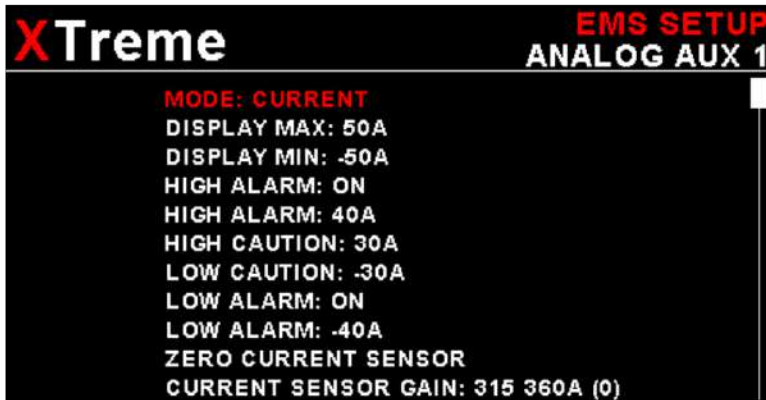 XTreme
EMS SETUP
ANALOG AUX 1
MODE: CURRENT
DISPLAY MAX: 50A
DISPLAY MIN: -50A
HIGH ALARM: ON
HIGH ALARM: 40A
HIGH CAUTION: 30A
LOW CAUTION: -30A
LOW ALARM: ON
LOW ALARM: -40A
ZERO CURRENT SENSOR
CURRENT SENSOR GAIN: 315 360A (0)